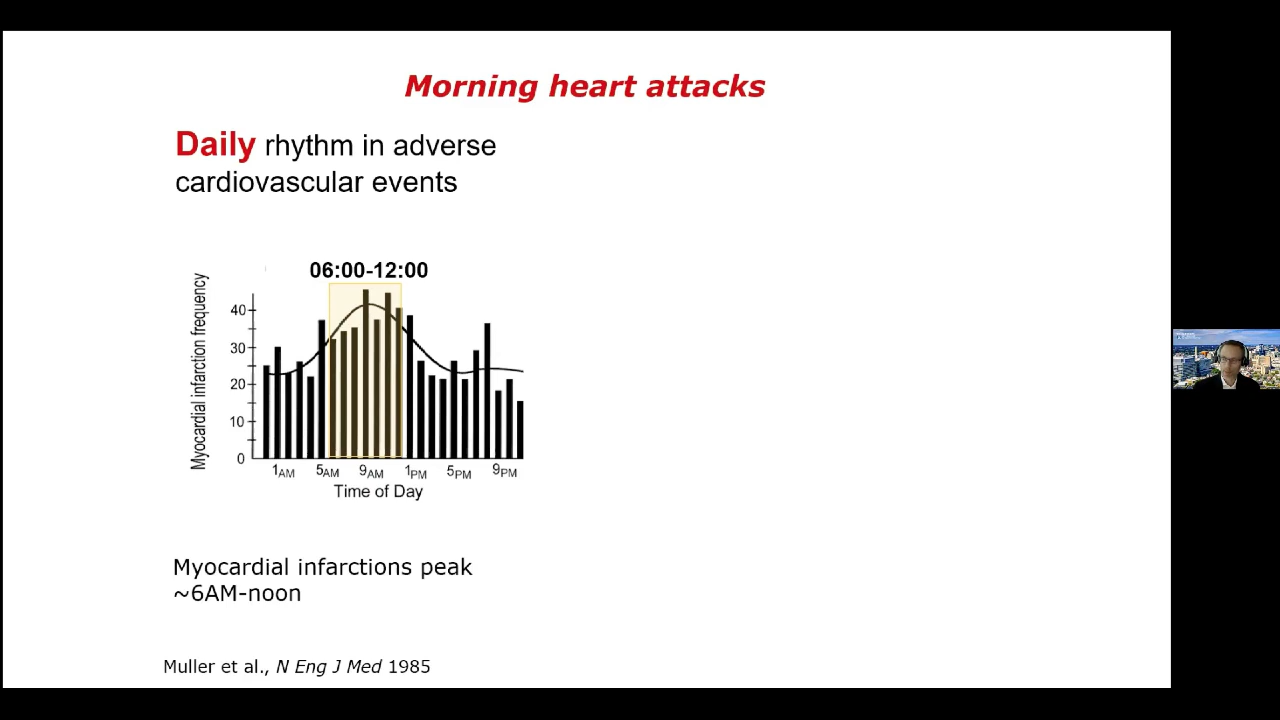 Morning heart attacks
Daily rhythm in adverse
cardiovascular events
06:00-12:00
Myocardial infarction frequency
40
30
20
10
0
1AM 5AM 9AM 1PM 5PM 9PM
Time of Day
Myocardial infarctions peak
~6AM-noon
Muller et al., N Eng J Med 1985